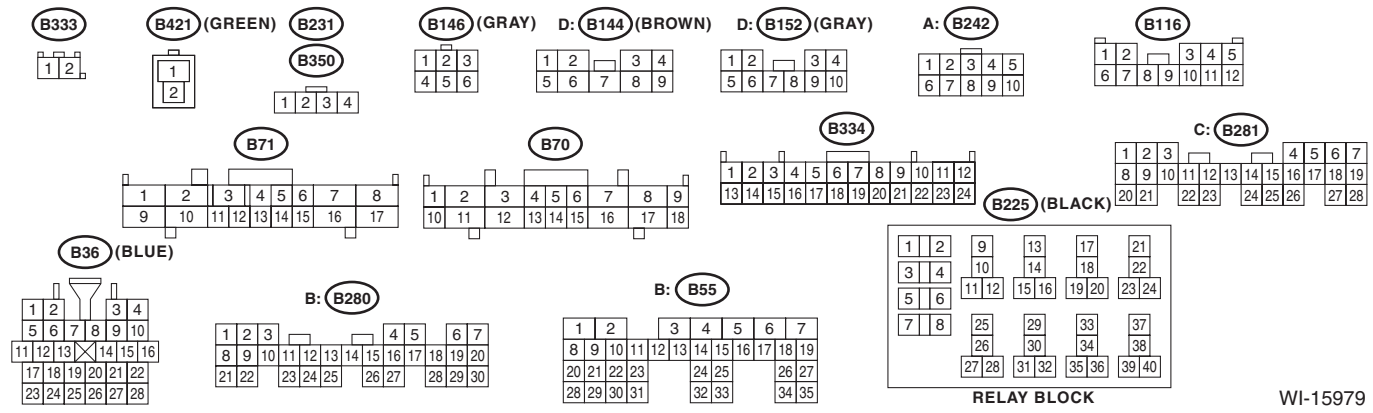 B333 B421 (GREEN) B231 B146 (GRAY) D: B144 (BROWN) D: B152 (GRAY) A: B242 B116
B350
1 2
1
2
1 2 3 4
1 2 3
4 5 6
1 2 3 4
5 6 7 8 9
1 2 3 4
5 6 7 8 9 10
1 2 3 4 5
6 7 8 9 10
1 2 3 4 5
6 7 8 9 10 11 12
B71 B70 B334 C: B281
1 2 3 4 5 6 7 8
9 10 11 12 13 14 15 16 17
1 2 3 4 5 6 7 8 9
10 11 12 13 14 15 16 17 18
1 2 3 4 5 6 7 8 9 10 11 12
13 14 15 16 17 18 19 20 21 22 23 24
1 2 3 4 5 6 7
8 9 10 11 12 13 14 15 16 17 18 19
20 21 22 23 24 25 26 27 28
B36 (BLUE) B: B280 B: B55 B225 (BLACK)
1 2 3 4
5 6 7 8 9 10
11 12 13 14 15 16
17 18 19 20 21 22
23 24 25 26 27 28
1 2 3 4 5 6 7
8 9 10 11 12 13 14 15 16 17 18 19 20
21 22 23 24 25 26 27 28 29 30
1 2 3 4 5 6 7
8 9 10 11 12 13 14 15 16 17 18 19
20 21 22 23 24 25 26 27
28 29 30 31 32 33 34 35
1 2 9 13 17 21
3 4 10 14 18 22
11 12 15 16 19 20 23 24
5 6
7 8 25 29 33 37
26 30 34 38
27 28 31 32 35 36 39 40
RELAY BLOCK
WI-15979